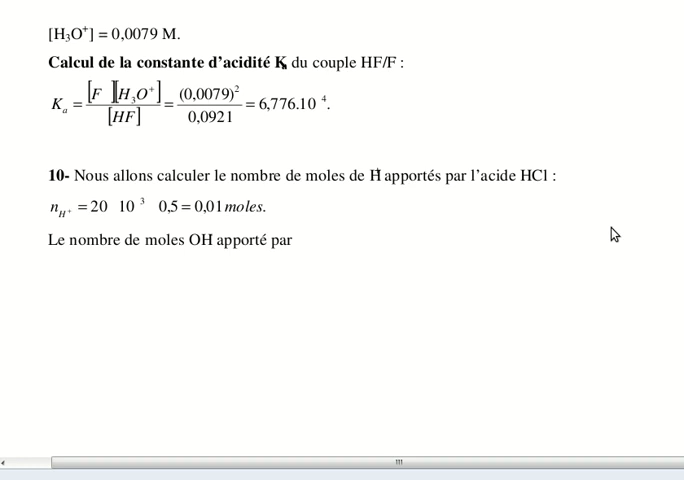 [H₃O⁺] = 0,0079 M.
Calcul de la constante d'acidité Kₐ du couple HF/F :
Kₐ = [F ][H₃O⁺] / [HF] = (0,0079)² / 0,0921 = 6,776.10 ⁴.
10- Nous allons calculer le nombre de moles de H⁺ apportés par l'acide HCl :
n_H⁺ = 20 10 ³ 0,5 = 0,01 moles.
Le nombre de moles OH apporté par